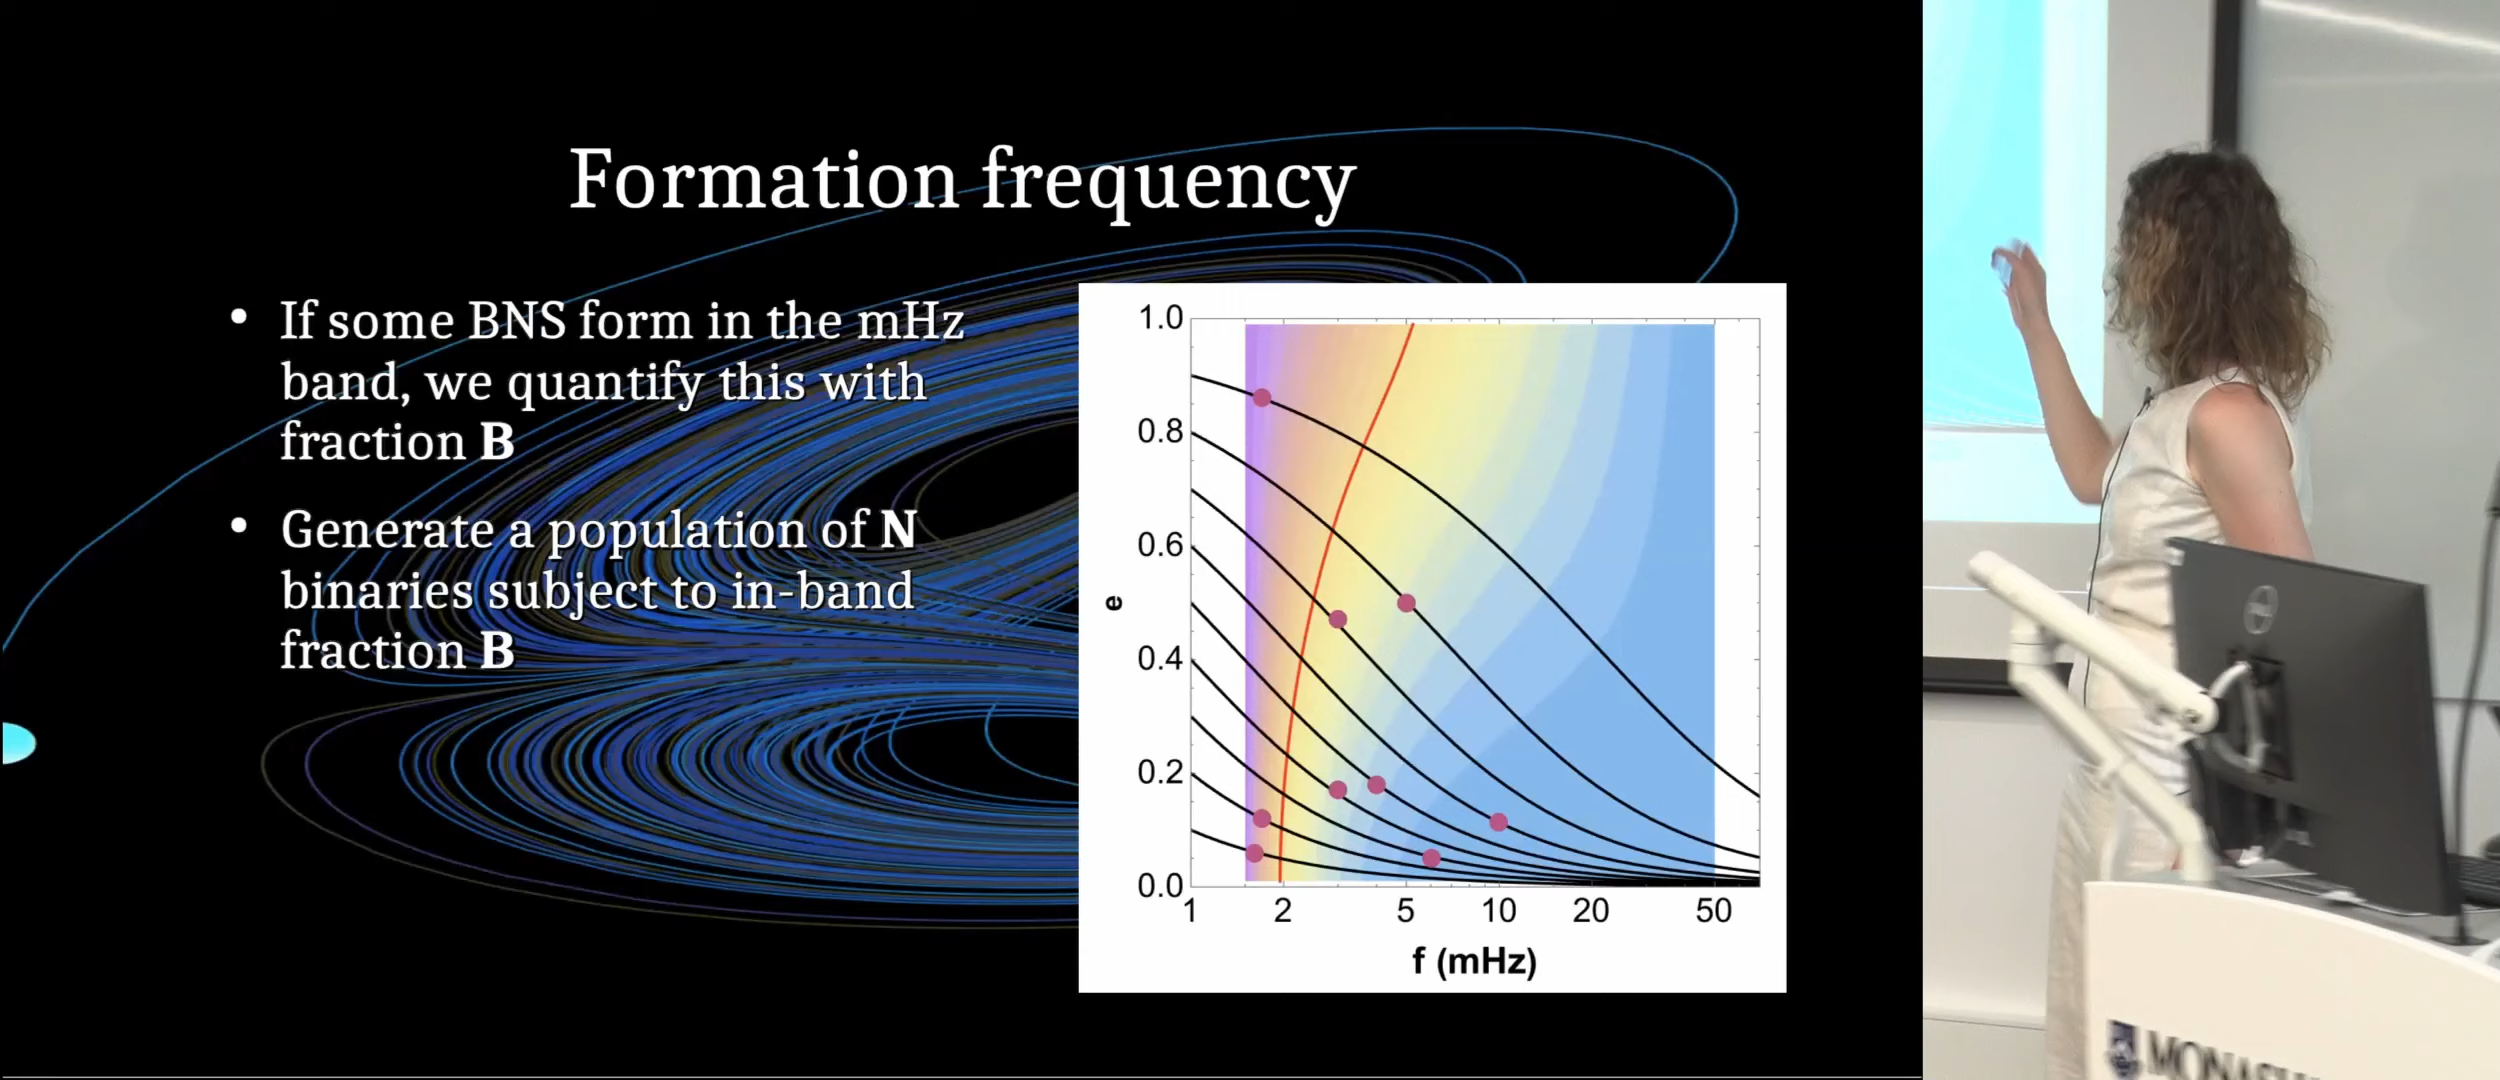 Formation frequency
• If some BNS form in the mHz
band, we quantify this with
fraction B
• Generate a population of N
binaries subject to in-band
fraction B
1.0
0.8
0.6
0.4
0.2
0.0
e
1 2 5 10 20 50
f (mHz)